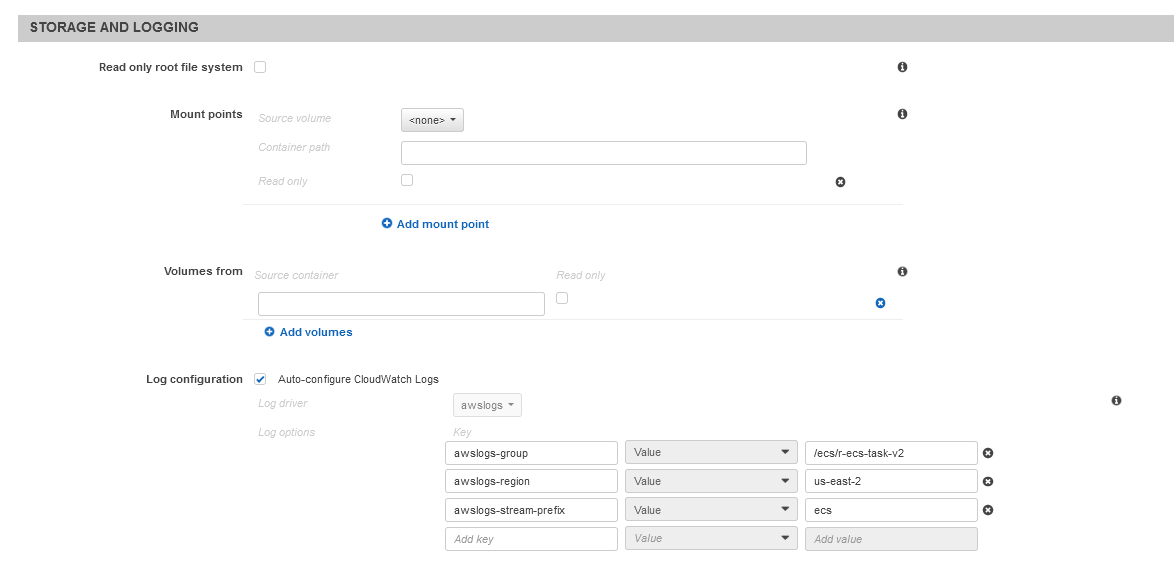 STORAGE AND LOGGING
Read only root file system
Mount points
Source volume
<none>
Container path
Read only
Add mount point
Volumes from
Source container
Read only
Add volumes
Log configuration
Auto-configure CloudWatch Logs
Log driver
awslogs
Log options
Key
awslogs-group
Value
/ecs/r-ecs-task-v2
awslogs-region
Value
us-east-2
awslogs-stream-prefix
Value
ecs
Add key
Value
Add value